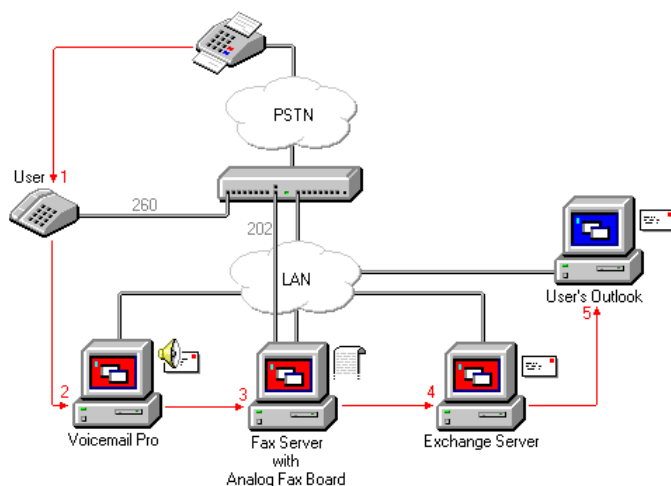 PSTN
User 1
260
202
LAN
User's Outlook
5
2
3
4
Voicemail Pro
Fax Server
with
Analog Fax Board
Exchange Server